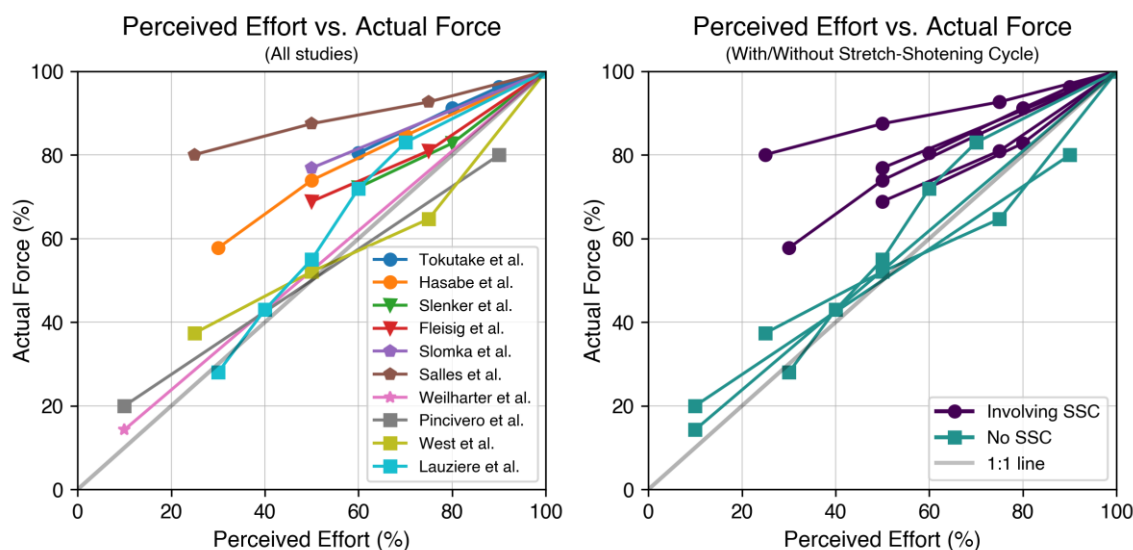 Perceived Effort vs. Actual Force
(All studies)
100
80
60
40
20
0
0 20 40 60 80 100
Actual Force (%)
Perceived Effort (%)
Tokutake et al.
Hasabe et al.
Slenker et al.
Fleisig et al.
Slomka et al.
Salles et al.
Weilharter et al.
Pincivero et al.
West et al.
Lauziere et al.
Perceived Effort vs. Actual Force
(With/Without Stretch-Shotening Cycle)
100
80
60
40
20
0
0 20 40 60 80 100
Actual Force (%)
Perceived Effort (%)
Involving SSC
No SSC
1:1 line